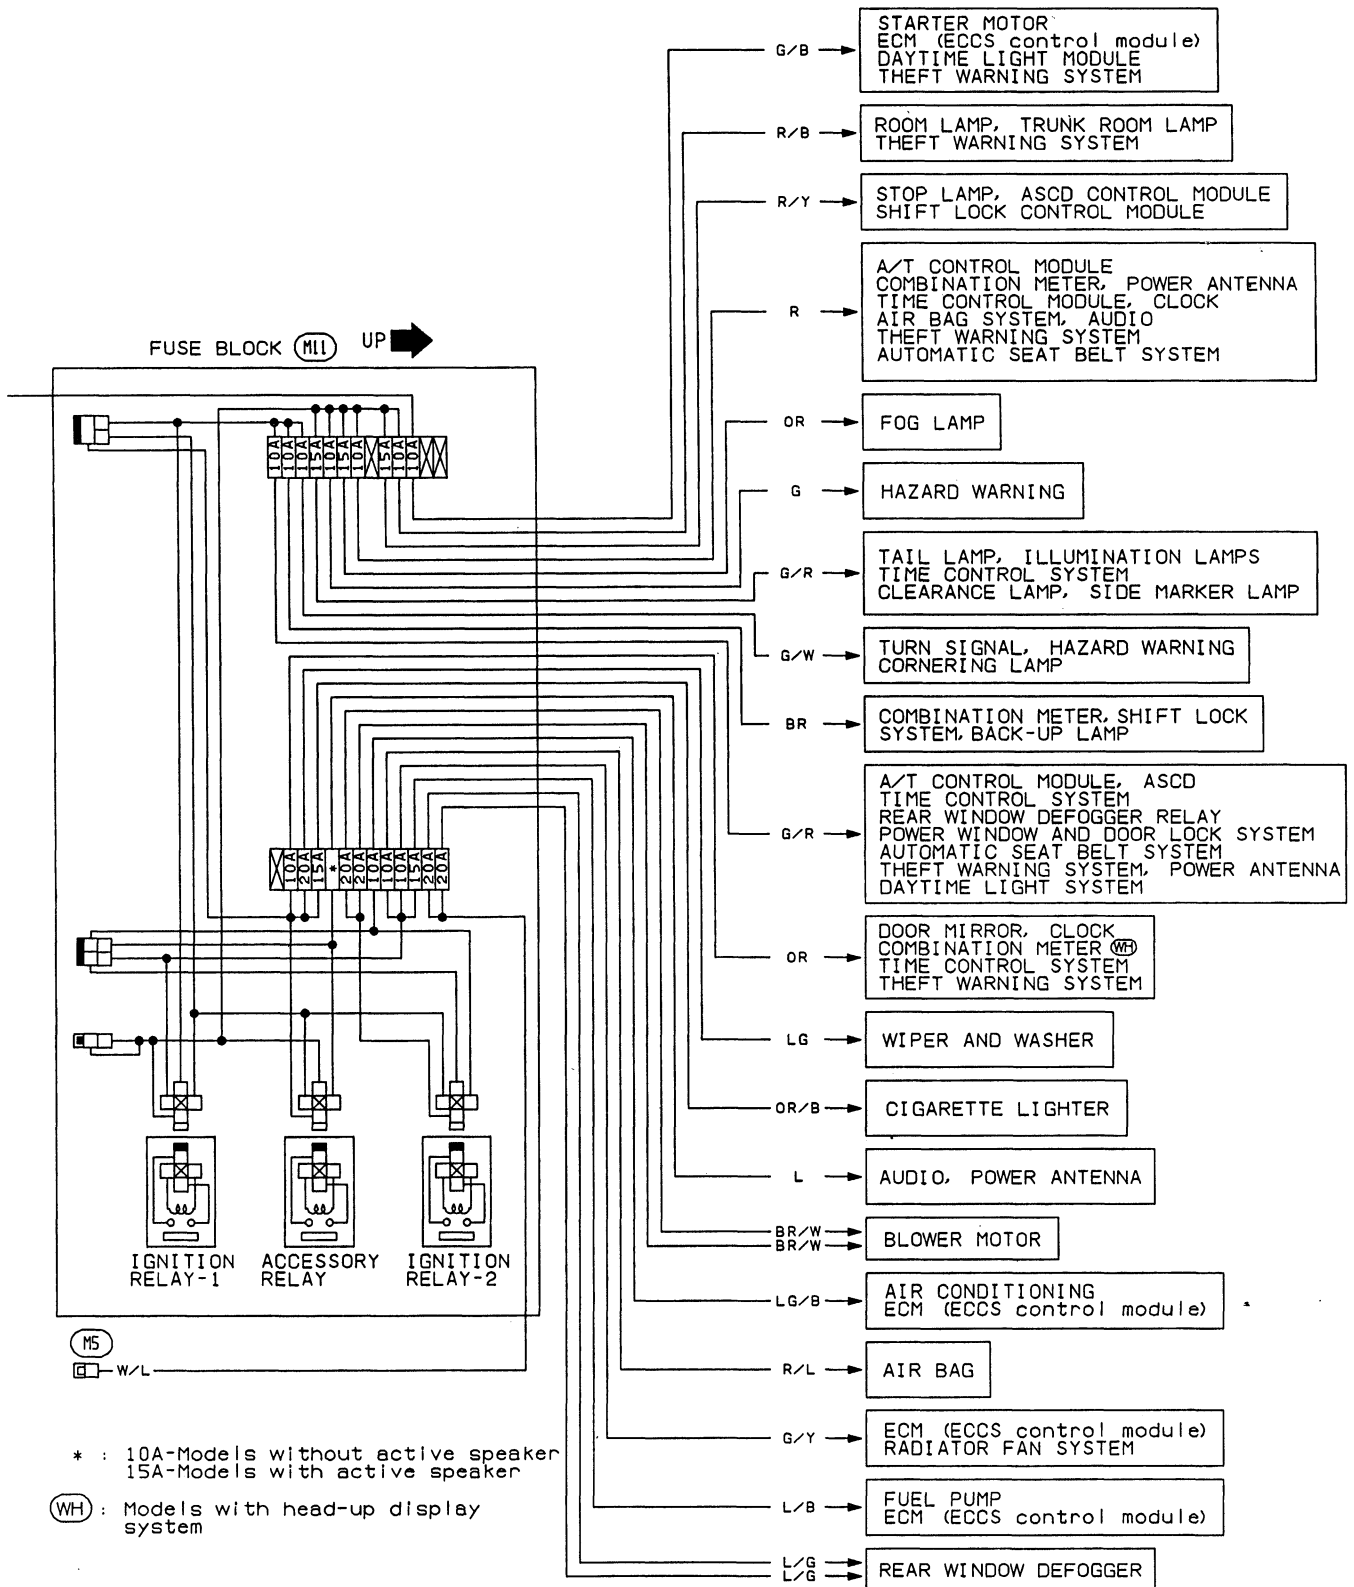 G/B
STARTER MOTOR
ECM (ECCS control module)
DAYTIME LIGHT MODULE
THEFT WARNING SYSTEM
R/B
ROOM LAMP, TRUNK ROOM LAMP
THEFT WARNING SYSTEM
R/Y
STOP LAMP, ASCD CONTROL MODULE
SHIFT LOCK CONTROL MODULE
R
A/T CONTROL MODULE
COMBINATION METER, POWER ANTENNA
TIME CONTROL MODULE, CLOCK
AIR BAG SYSTEM, AUDIO
THEFT WARNING SYSTEM
AUTOMATIC SEAT BELT SYSTEM
FUSE BLOCK M11 UP
OR
FOG LAMP
10A 10A 10A 15A 10A 15A 10A 15A 10A 10A
G
HAZARD WARNING
G/R
TAIL LAMP, ILLUMINATION LAMPS
TIME CONTROL SYSTEM
CLEARANCE LAMP, SIDE MARKER LAMP
G/W
TURN SIGNAL, HAZARD WARNING
CORNERING LAMP
BR
COMBINATION METER, SHIFT LOCK
SYSTEM, BACK-UP LAMP
G/R
A/T CONTROL MODULE, ASCD
TIME CONTROL SYSTEM
REAR WINDOW DEFOGGER RELAY
POWER WINDOW AND DOOR LOCK SYSTEM
AUTOMATIC SEAT BELT SYSTEM
THEFT WARNING SYSTEM, POWER ANTENNA
DAYTIME LIGHT SYSTEM
10A 20A 15A * 20A 20A 10A 10A 10A 15A 20A 20A
OR
DOOR MIRROR, CLOCK
COMBINATION METER WH
TIME CONTROL SYSTEM
THEFT WARNING SYSTEM
LG
WIPER AND WASHER
OR/B
CIGARETTE LIGHTER
L
AUDIO, POWER ANTENNA
BR/W
BR/W
BLOWER MOTOR
IGNITION
RELAY-1
ACCESSORY
RELAY
IGNITION
RELAY-2
LG/B
AIR CONDITIONING
ECM (ECCS control module)
M5
W/L
R/L
AIR BAG
G/Y
ECM (ECCS control module)
RADIATOR FAN SYSTEM
* : 10A-Models without active speaker
15A-Models with active speaker
WH : Models with head-up display
system
L/B
FUEL PUMP
ECM (ECCS control module)
L/G
L/G
REAR WINDOW DEFOGGER